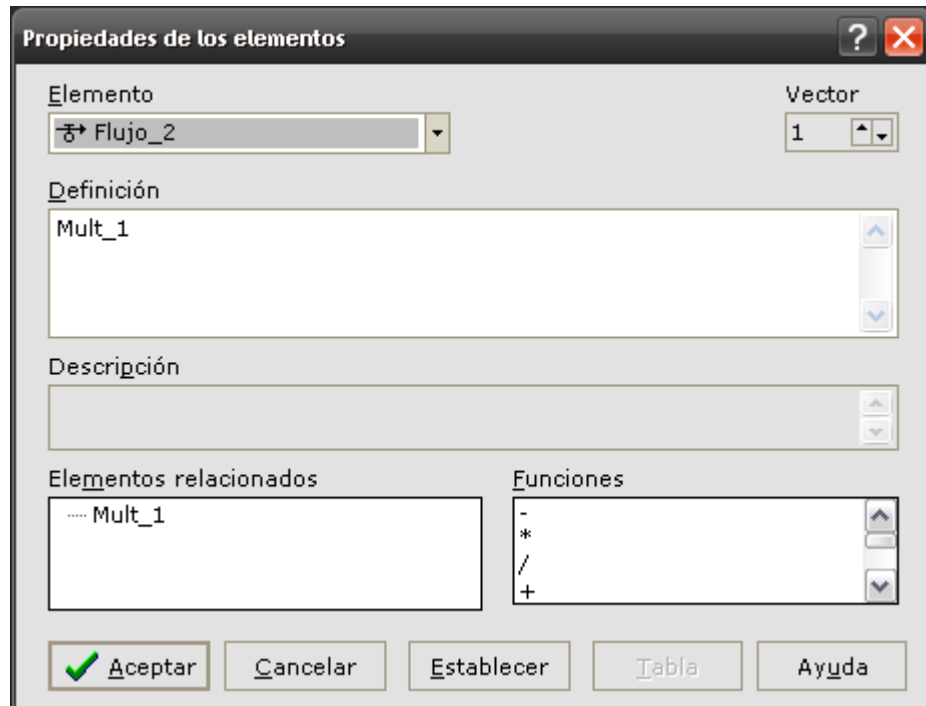 Propiedades de los elementos
Elemento
Vector
Flujo_2
1
Definición
Mult_1
Descripción
Elementos relacionados
Funciones
Mult_1
-
*
/
+
Aceptar
Cancelar
Establecer
Tabla
Ayuda